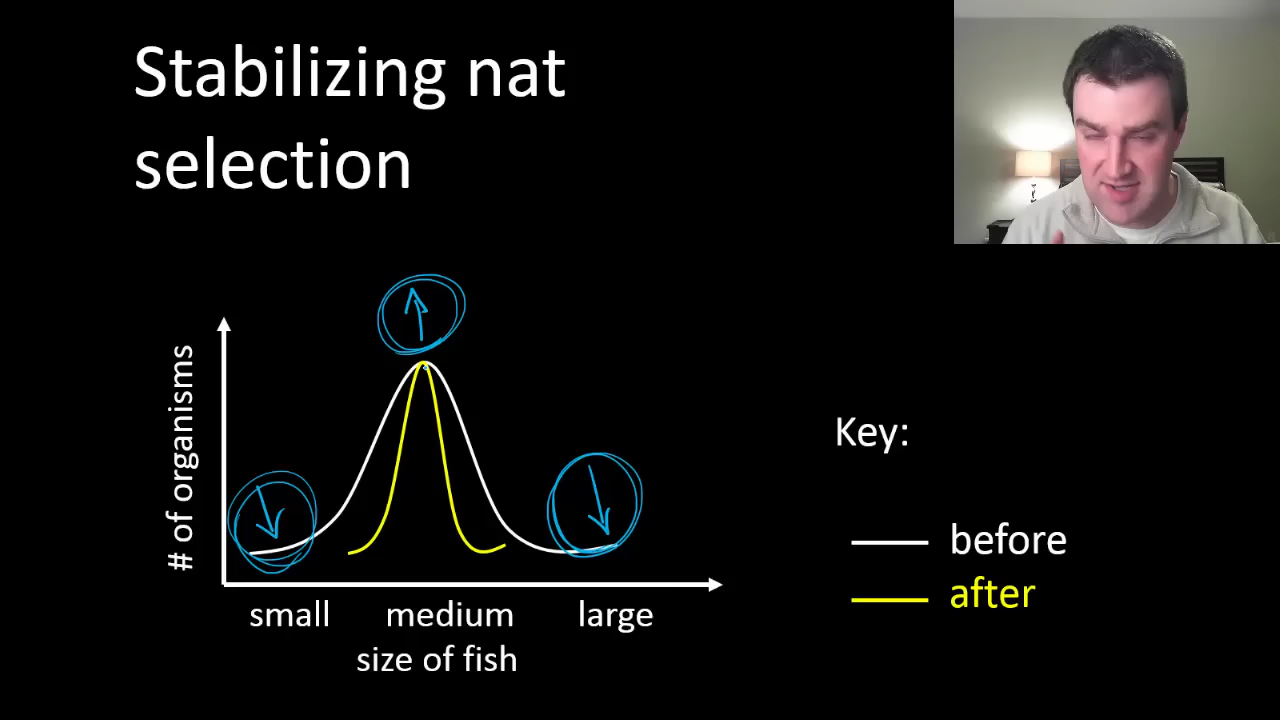 Stabilizing nat
selection
# of organisms
small medium large
size of fish
Key:
before
after